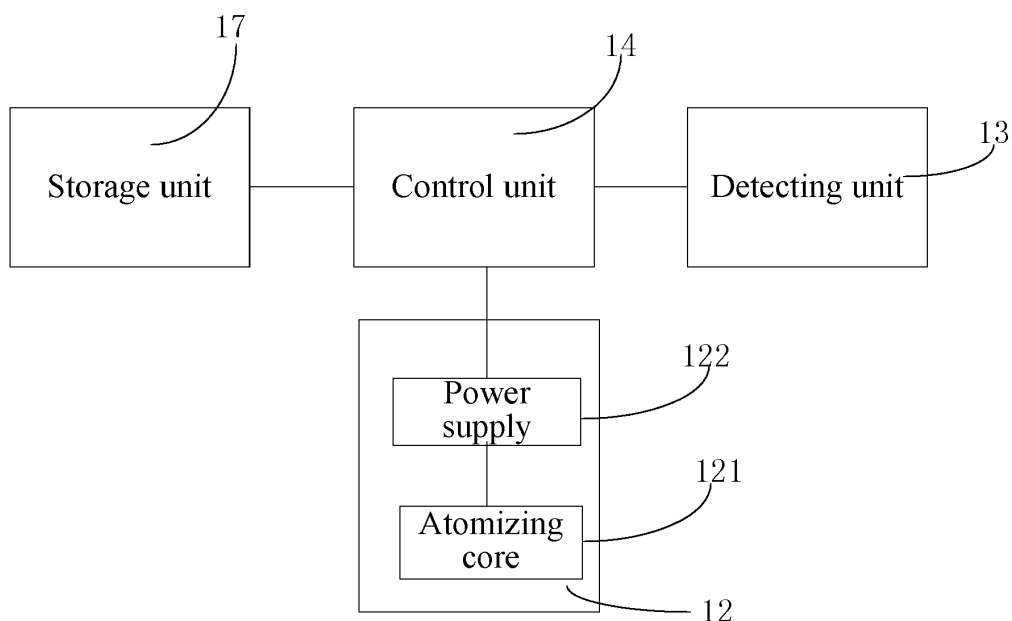 17
14
13
Storage unit
Control unit
Detecting unit
122
Power
supply
121
Atomizing
core
12